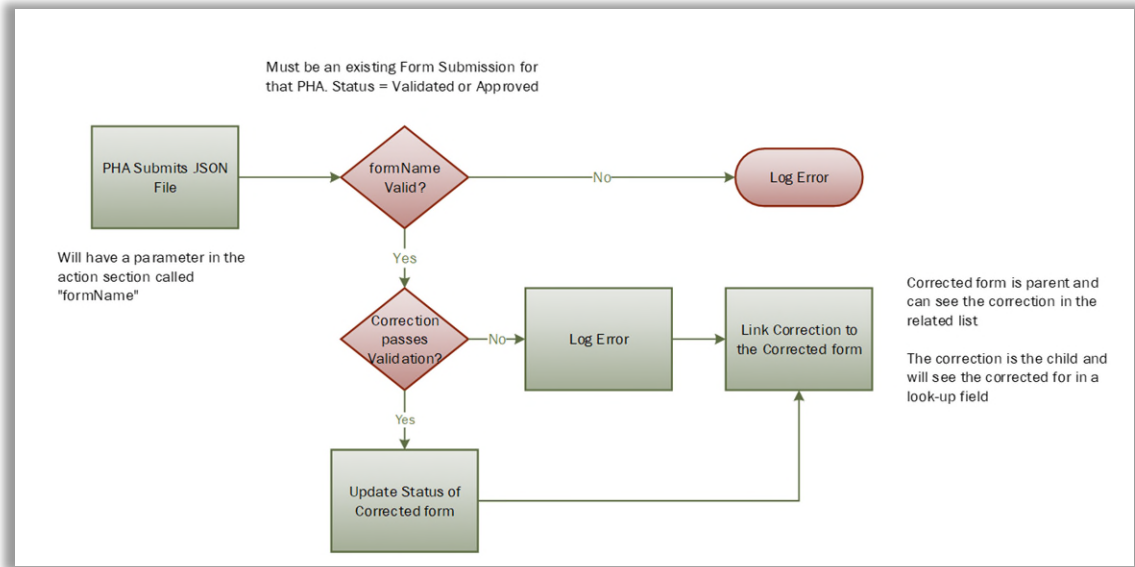 Must be an existing Form Submission for
that PHA. Status = Validated or Approved
PHA Submits JSON
File
formName
Valid?
No
Log Error
Will have a parameter in the
action section called
"formName"
Yes
Correction
passes
Validation?
No
Log Error
Link Correction to
the Corrected form
Corrected form is parent and
can see the correction in the
related list
The correction is the child and
will see the corrected for in a
look-up field
Yes
Update Status of
Corrected form